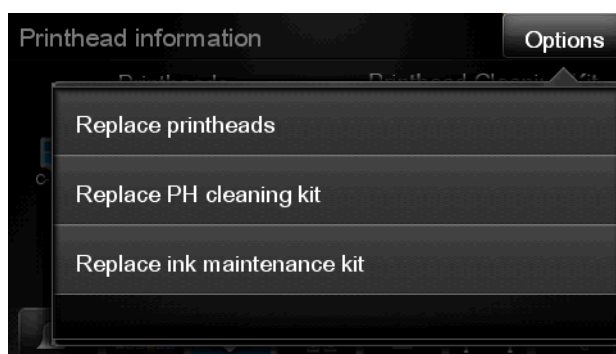 Printhead information
Options
Replace printheads
Replace PH cleaning kit
Replace ink maintenance kit